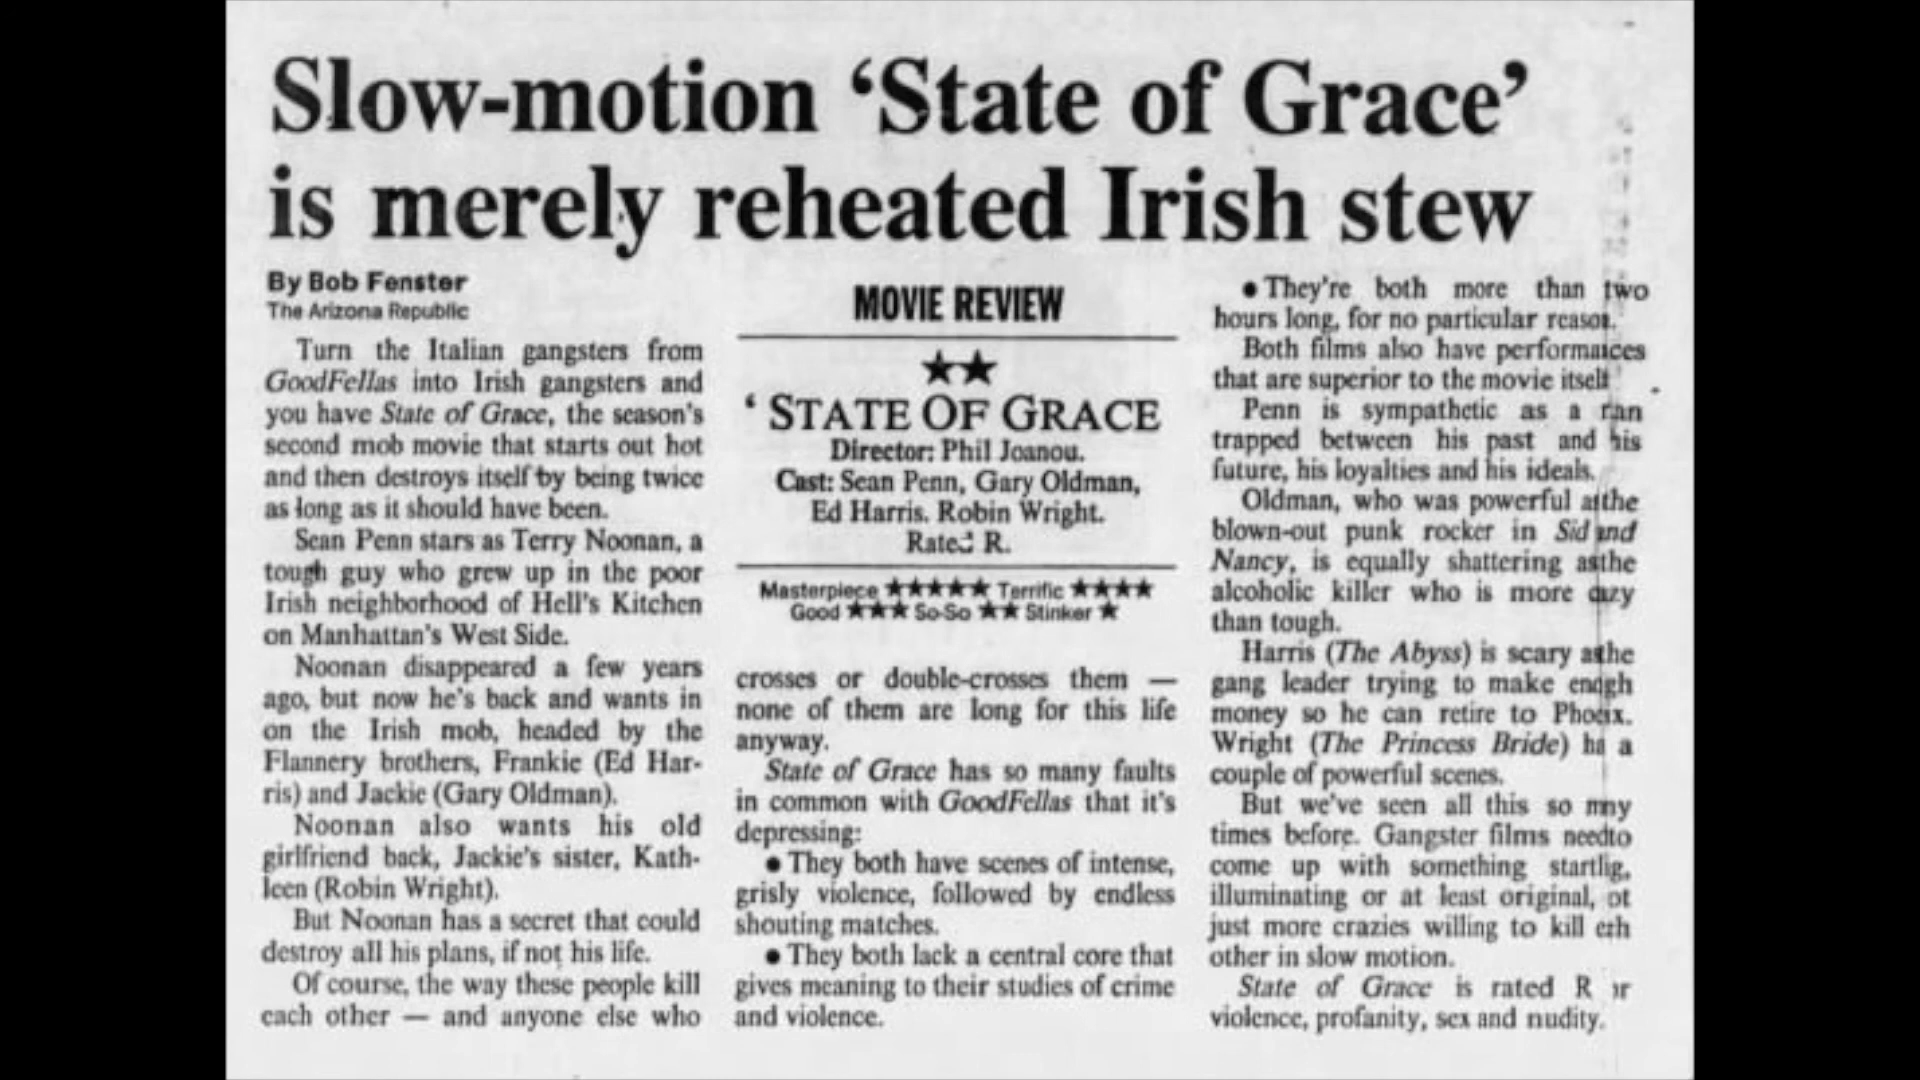 Slow-motion ‘State of Grace’
is merely reheated Irish stew
By Bob Fenster
The Arizona Republic
Turn the Italian gangsters from
GoodFellas into Irish gangsters and
you have State of Grace, the season's
second mob movie that starts out hot
and then destroys itself by being twice
as long as it should have been.
Sean Penn stars as Terry Noonan, a
tough guy who grew up in the poor
Irish neighborhood of Hell's Kitchen
on Manhattan's West Side.
Noonan disappeared a few years
ago, but now he's back and wants in
on the Irish mob, headed by the
Flannery brothers, Frankie (Ed Har-
ris) and Jackie (Gary Oldman).
Noonan also wants his old
girlfriend back, Jackie's sister, Kath-
leen (Robin Wright).
But Noonan has a secret that could
destroy all his plans, if not his life.
Of course, the way these people kill
each other — and anyone else who
MOVIE REVIEW
★★
‘ STATE OF GRACE
Director: Phil Joanou.
Cast: Sean Penn, Gary Oldman,
Ed Harris. Robin Wright.
Rated R.
Masterpiece ★★★★★ Terrific ★★★★
Good ★★★ So-So ★★ Stinker ★
crosses or double-crosses them —
none of them are long for this life
anyway.
State of Grace has so many faults
in common with GoodFellas that it's
depressing:
● They both have scenes of intense,
grisly violence, followed by endless
shouting matches.
● They both lack a central core that
gives meaning to their studies of crime
and violence.
● They're both more than two
hours long, for no particular reason.
Both films also have performances
that are superior to the movie itself
Penn is sympathetic as a
trapped between his past and his
future, his loyalties and his ideals.
Oldman, who was powerful as the
blown-out punk rocker in Sid and
Nancy, is equally shattering as the
alcoholic killer who is more crazy
than tough.
Harris (The Abyss) is scary as the
gang leader trying to make
money so he can retire to
Wright (The Princess Bride) a
couple of powerful scenes.
But we've seen all this so
times before. Gangster films need to
come up with something
illuminating or at least original,
just more crazies willing to kill
other in slow motion.
State of Grace is rated R
violence, profanity, sex and nudity.